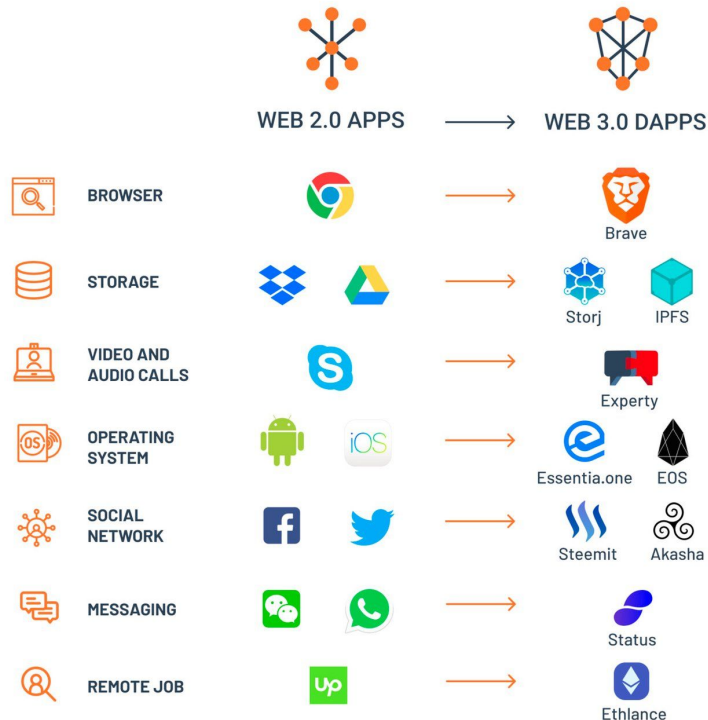 WEB 2.0 APPS
WEB 3.0 DAPPS
BROWSER
Brave
STORAGE
Storj
IPFS
VIDEO AND
AUDIO CALLS
S
Experty
OS
OPERATING
SYSTEM
iOS
Essentia.one
EOS
SOCIAL
NETWORK
f
Steemit
Akasha
MESSAGING
Status
REMOTE JOB
Up
Ethlance